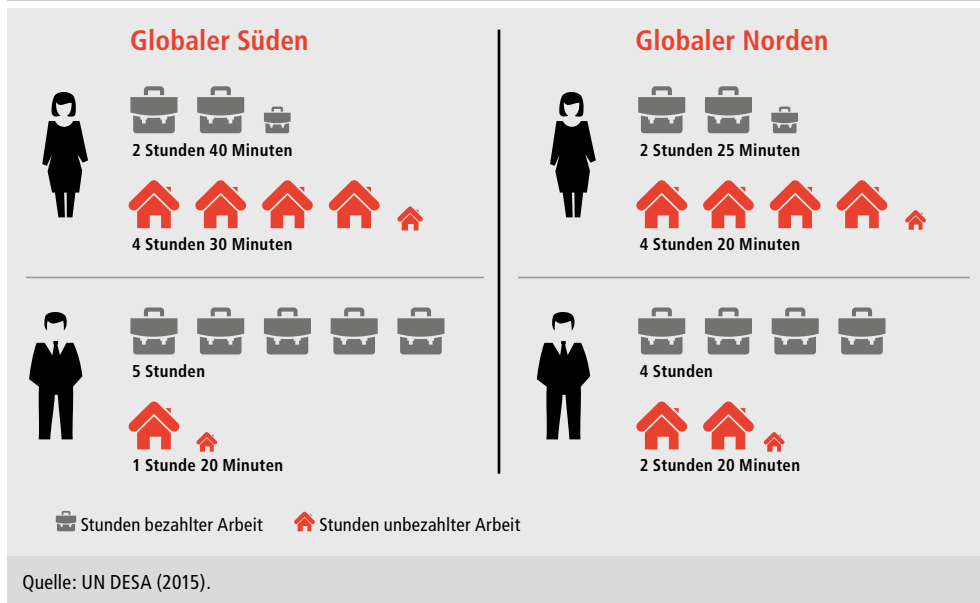 Globaler Süden
2 Stunden 40 Minuten
4 Stunden 30 Minuten
5 Stunden
1 Stunde 20 Minuten
Globaler Norden
2 Stunden 25 Minuten
4 Stunden 20 Minuten
4 Stunden
2 Stunden 20 Minuten
Stunden bezahlter Arbeit
Stunden unbezahlter Arbeit
Quelle: UN DESA (2015).